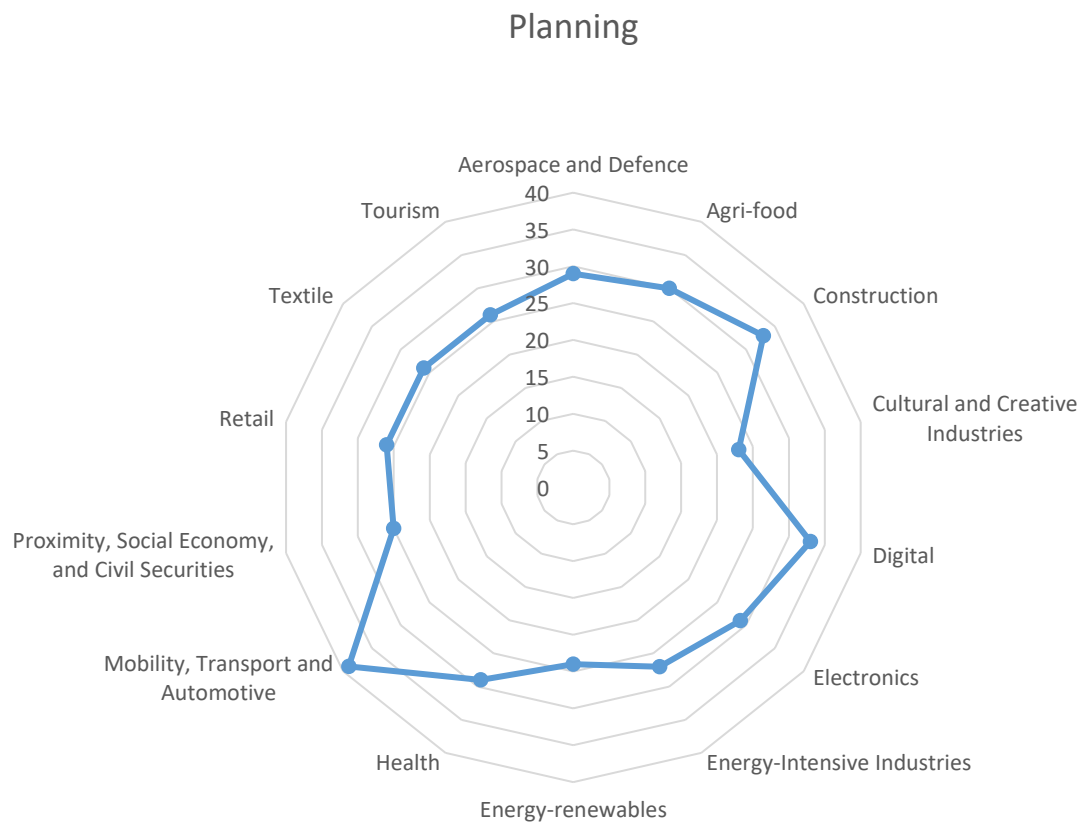 Planning
Aerospace and Defence
Agri-food
Construction
Cultural and Creative
Industries
Digital
Electronics
Energy-Intensive Industries
Energy-renewables
Health
Mobility, Transport and
Automotive
Proximity, Social Economy,
and Civil Securities
Retail
Textile
Tourism
40
35
30
25
20
15
10
5
0